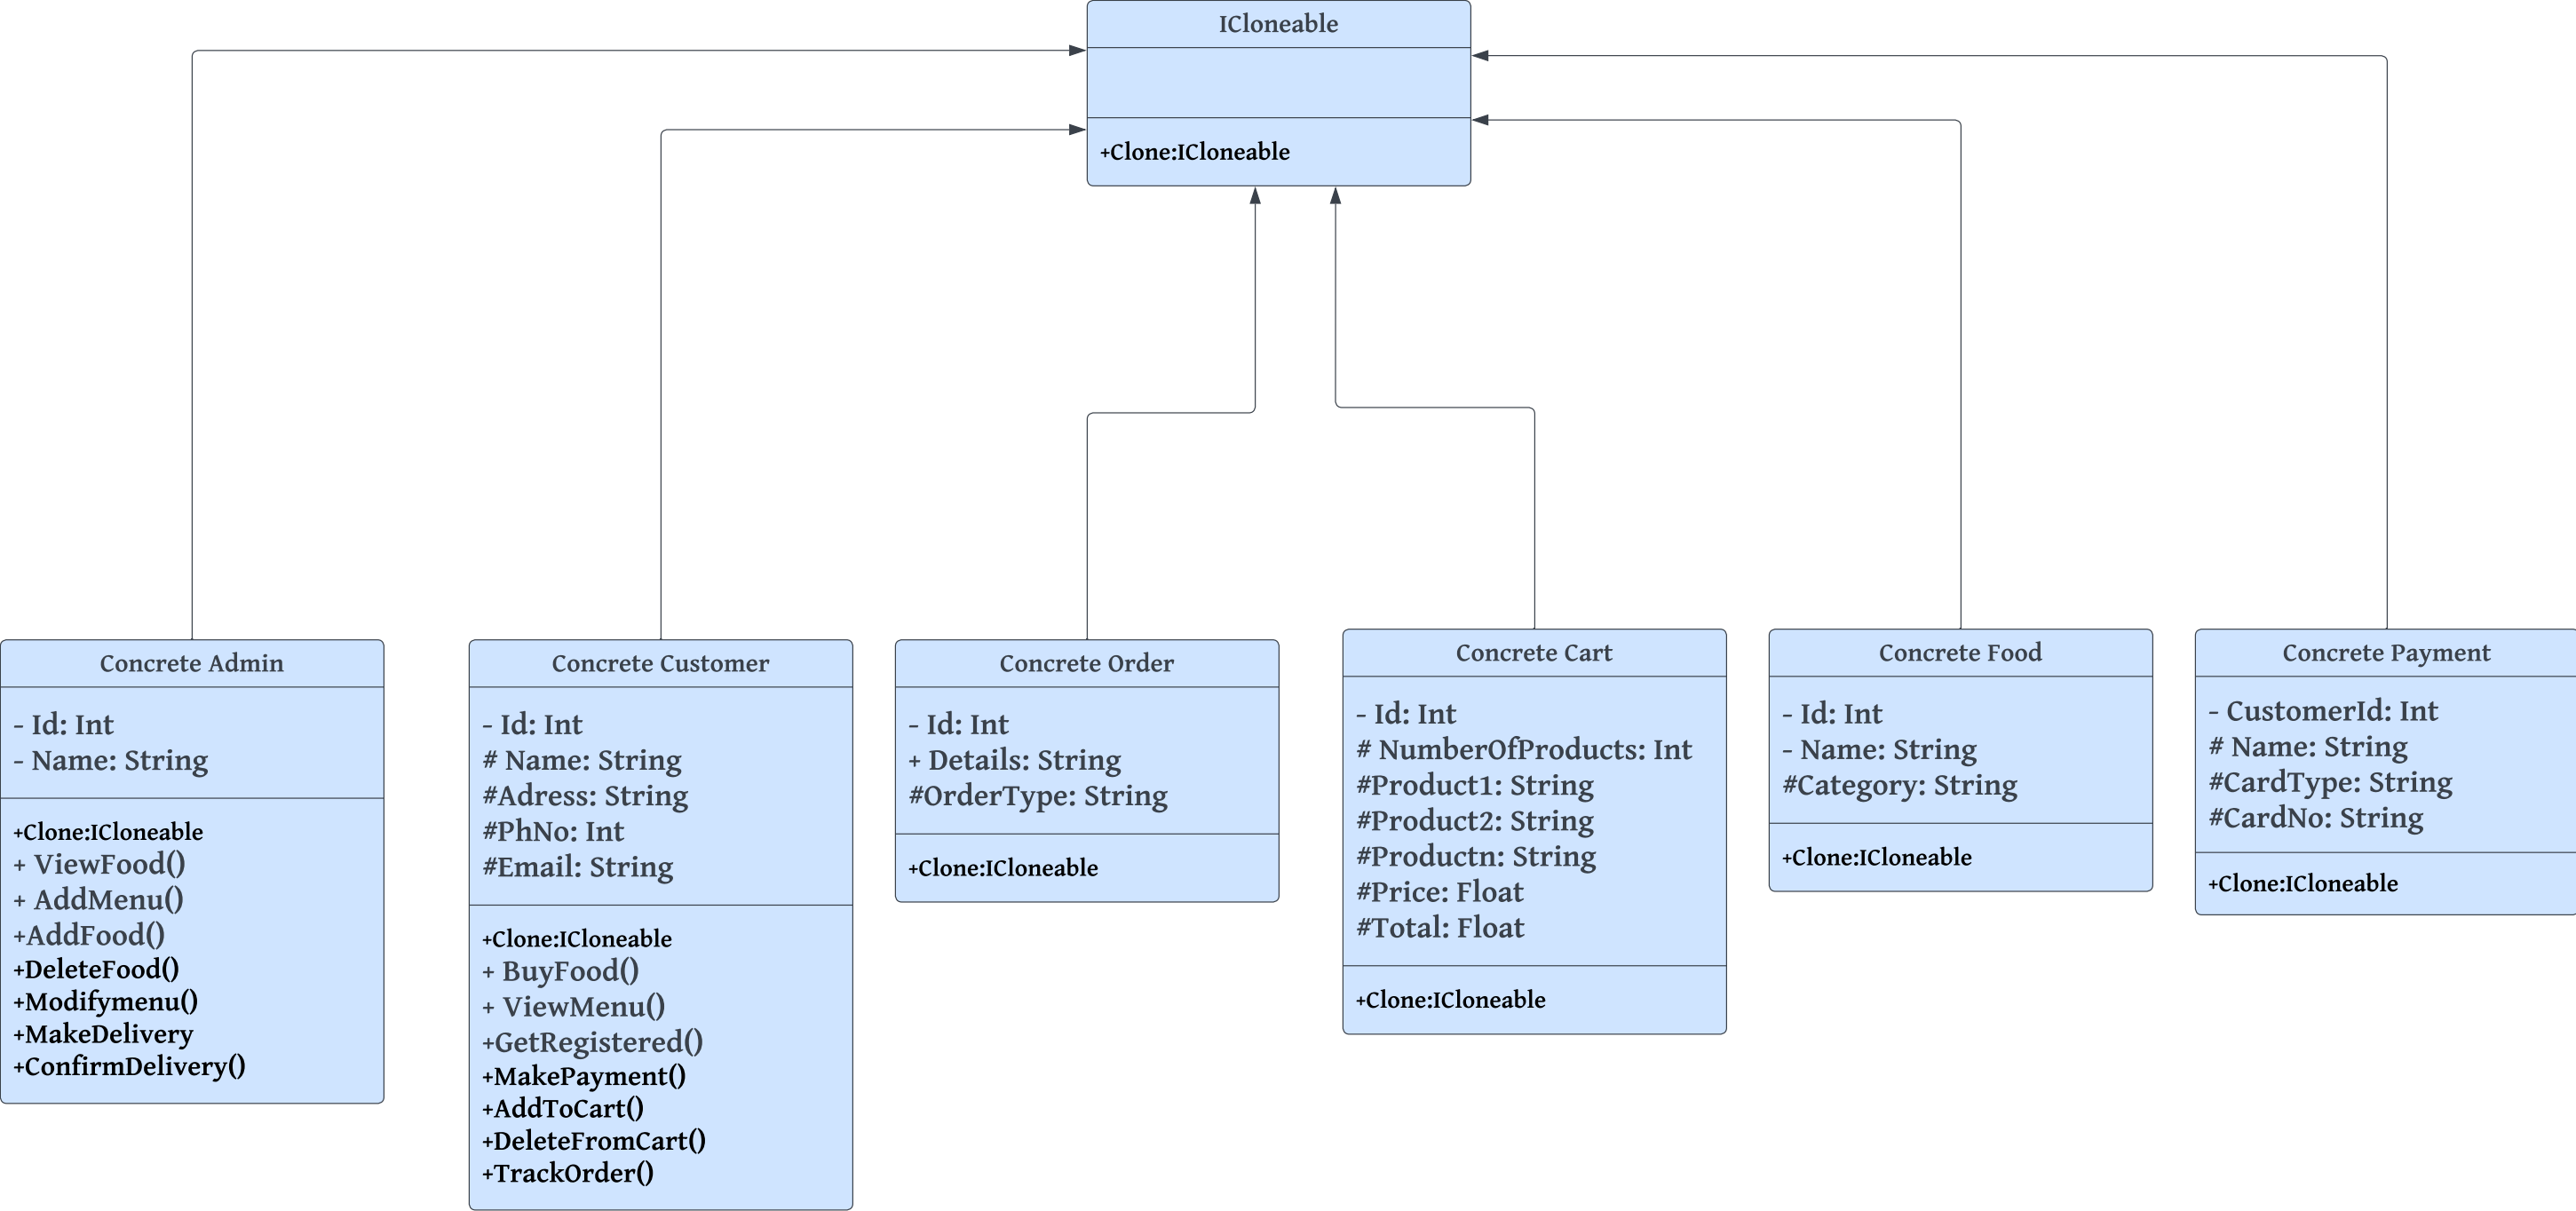 ICloneable
+Clone:ICloneable
Concrete Admin
- Id: Int
- Name: String
+Clone:ICloneable
+ ViewFood()
+ AddMenu()
+AddFood()
+DeleteFood()
+Modifymenu()
+MakeDelivery
+ConfirmDelivery()
Concrete Customer
- Id: Int
# Name: String
#Adress: String
#PhNo: Int
#Email: String
+Clone:ICloneable
+ BuyFood()
+ ViewMenu()
+GetRegistered()
+MakePayment()
+AddToCart()
+DeleteFromCart()
+TrackOrder()
Concrete Order
- Id: Int
+ Details: String
#OrderType: String
+Clone:ICloneable
Concrete Cart
- Id: Int
# NumberOfProducts: Int
#Product1: String
#Product2: String
#Productn: String
#Price: Float
#Total: Float
+Clone:ICloneable
Concrete Food
- Id: Int
- Name: String
#Category: String
+Clone:ICloneable
Concrete Payment
- CustomerId: Int
# Name: String
#CardType: String
#CardNo: String
+Clone:ICloneable